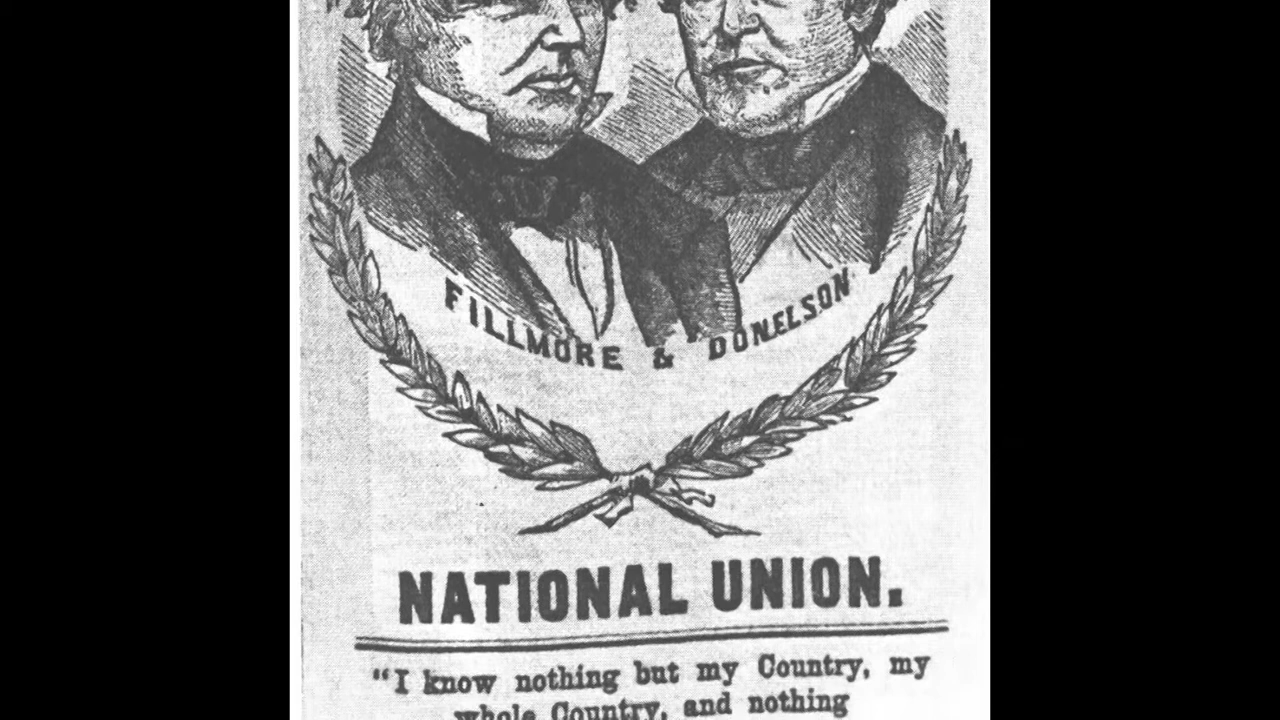 FILLMORE & DONELSON
NATIONAL UNION.
"I know nothing but my Country, my
whole Country, and nothing